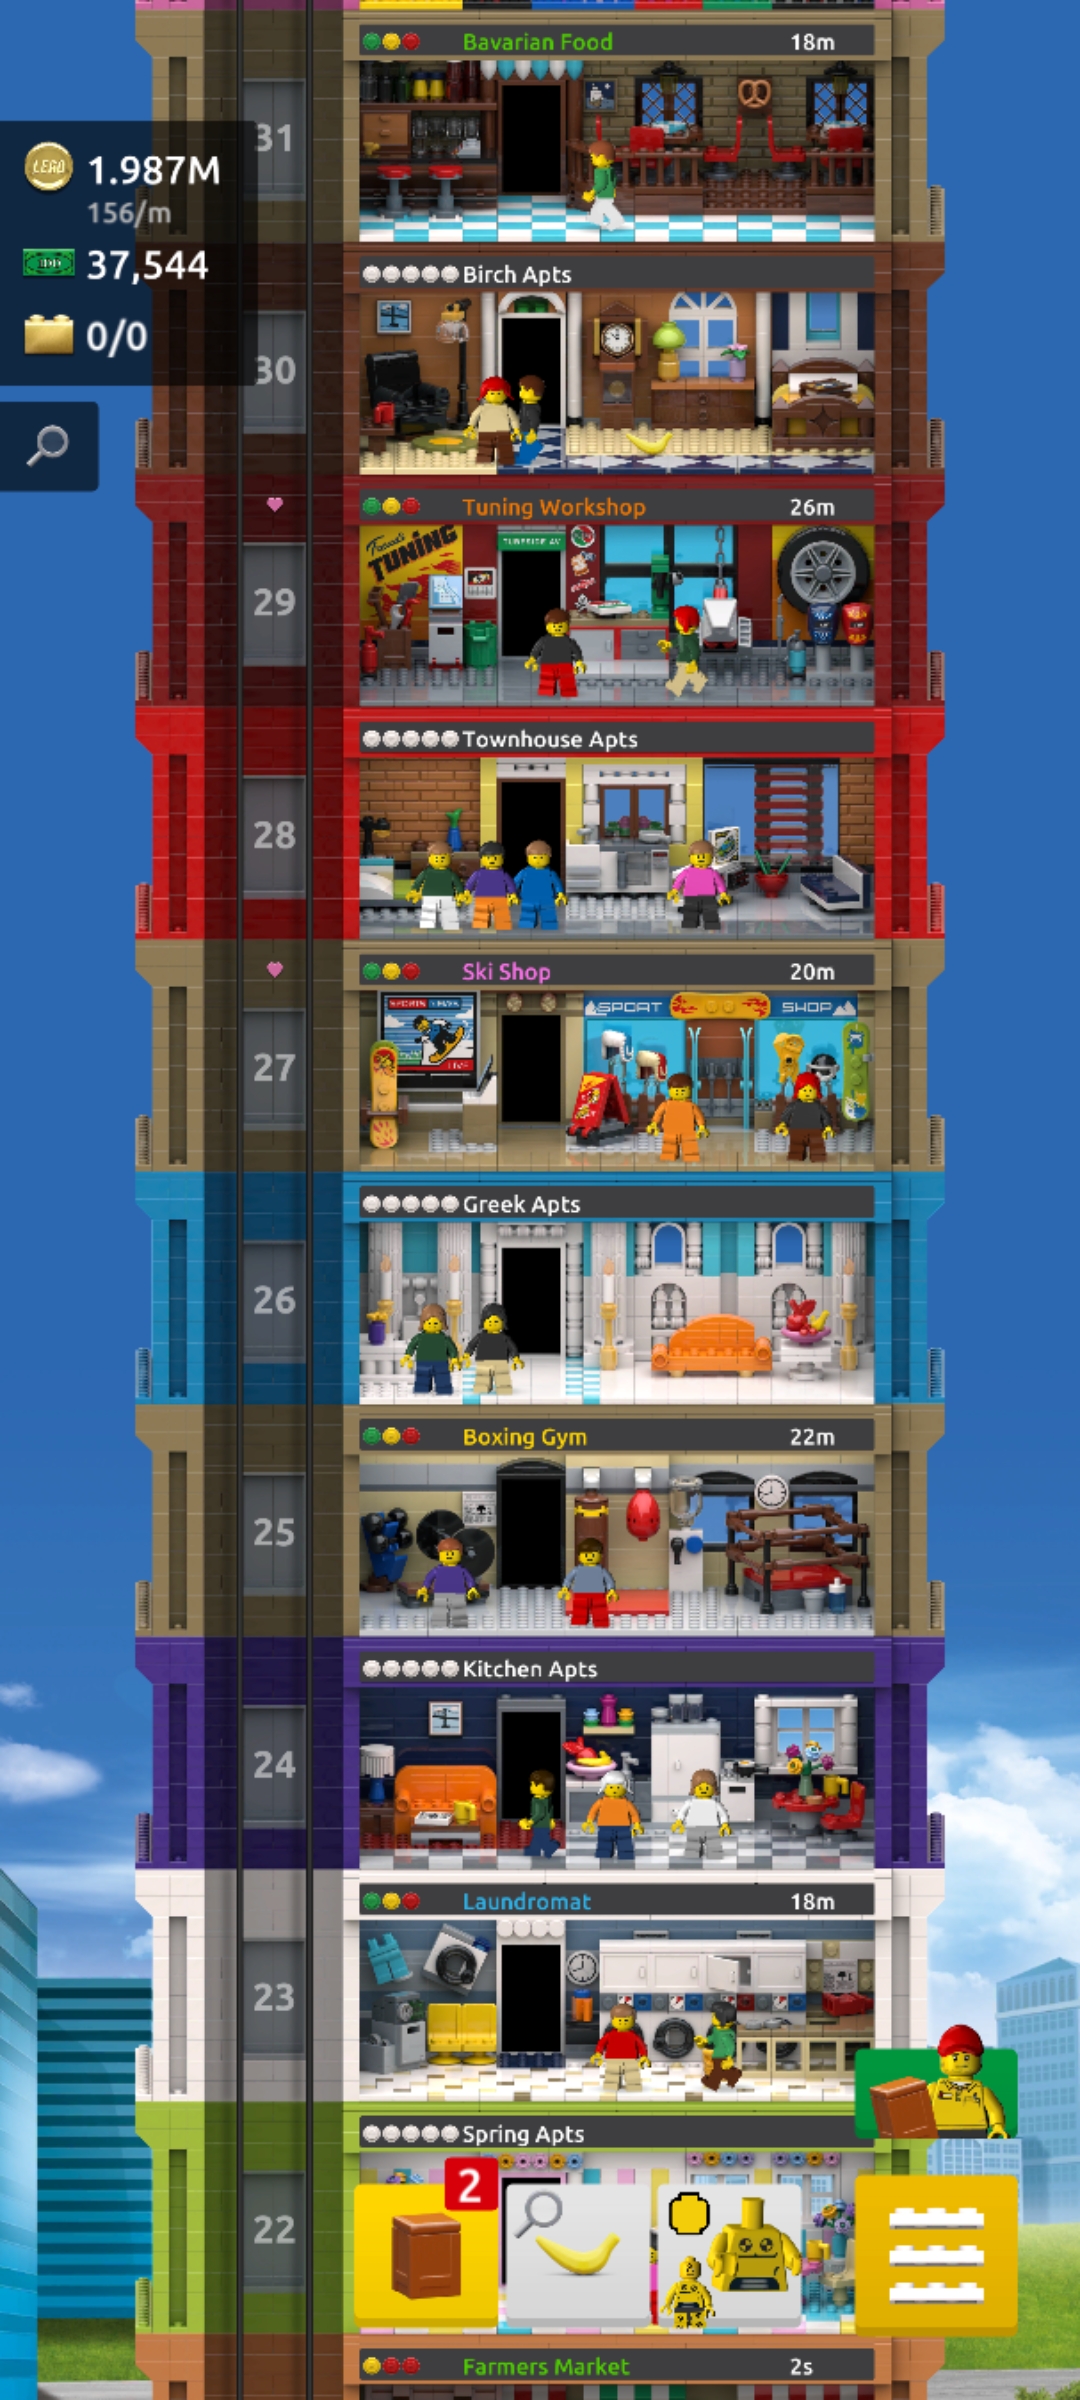 Bavarian Food 18m
31
LEGO 1.987M
156/m
37,544
0/0
Birch Apts
30
Tuning Workshop 26m
TUNING
29
Townhouse Apts
28
Ski Shop 20m
SPORT SHOP
LIVE
27
Greek Apts
26
Boxing Gym 22m
25
Kitchen Apts
24
Laundromat 18m
23
Spring Apts
2
22
Farmers Market 2s